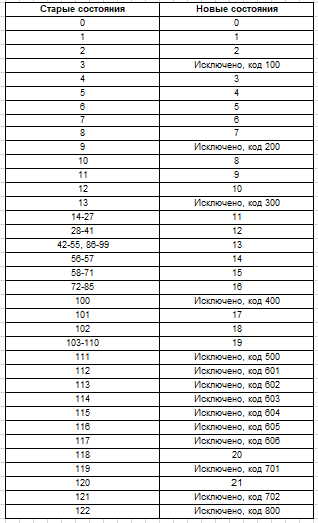 Старые состояния Новые состояния
0 0
1 1
2 2
3 Исключено, код 100
4 3
5 4
6 5
7 6
8 7
9 Исключено, код 200
10 8
11 9
12 10
13 Исключено, код 300
14-27 11
28-41 12
42-55, 86-99 13
56-57 14
58-71 15
72-85 16
100 Исключено, код 400
101 17
102 18
103-110 19
111 Исключено, код 500
112 Исключено, код 601
113 Исключено, код 602
114 Исключено, код 603
115 Исключено, код 604
116 Исключено, код 605
117 Исключено, код 606
118 20
119 Исключено, код 701
120 21
121 Исключено, код 702
122 Исключено, код 800